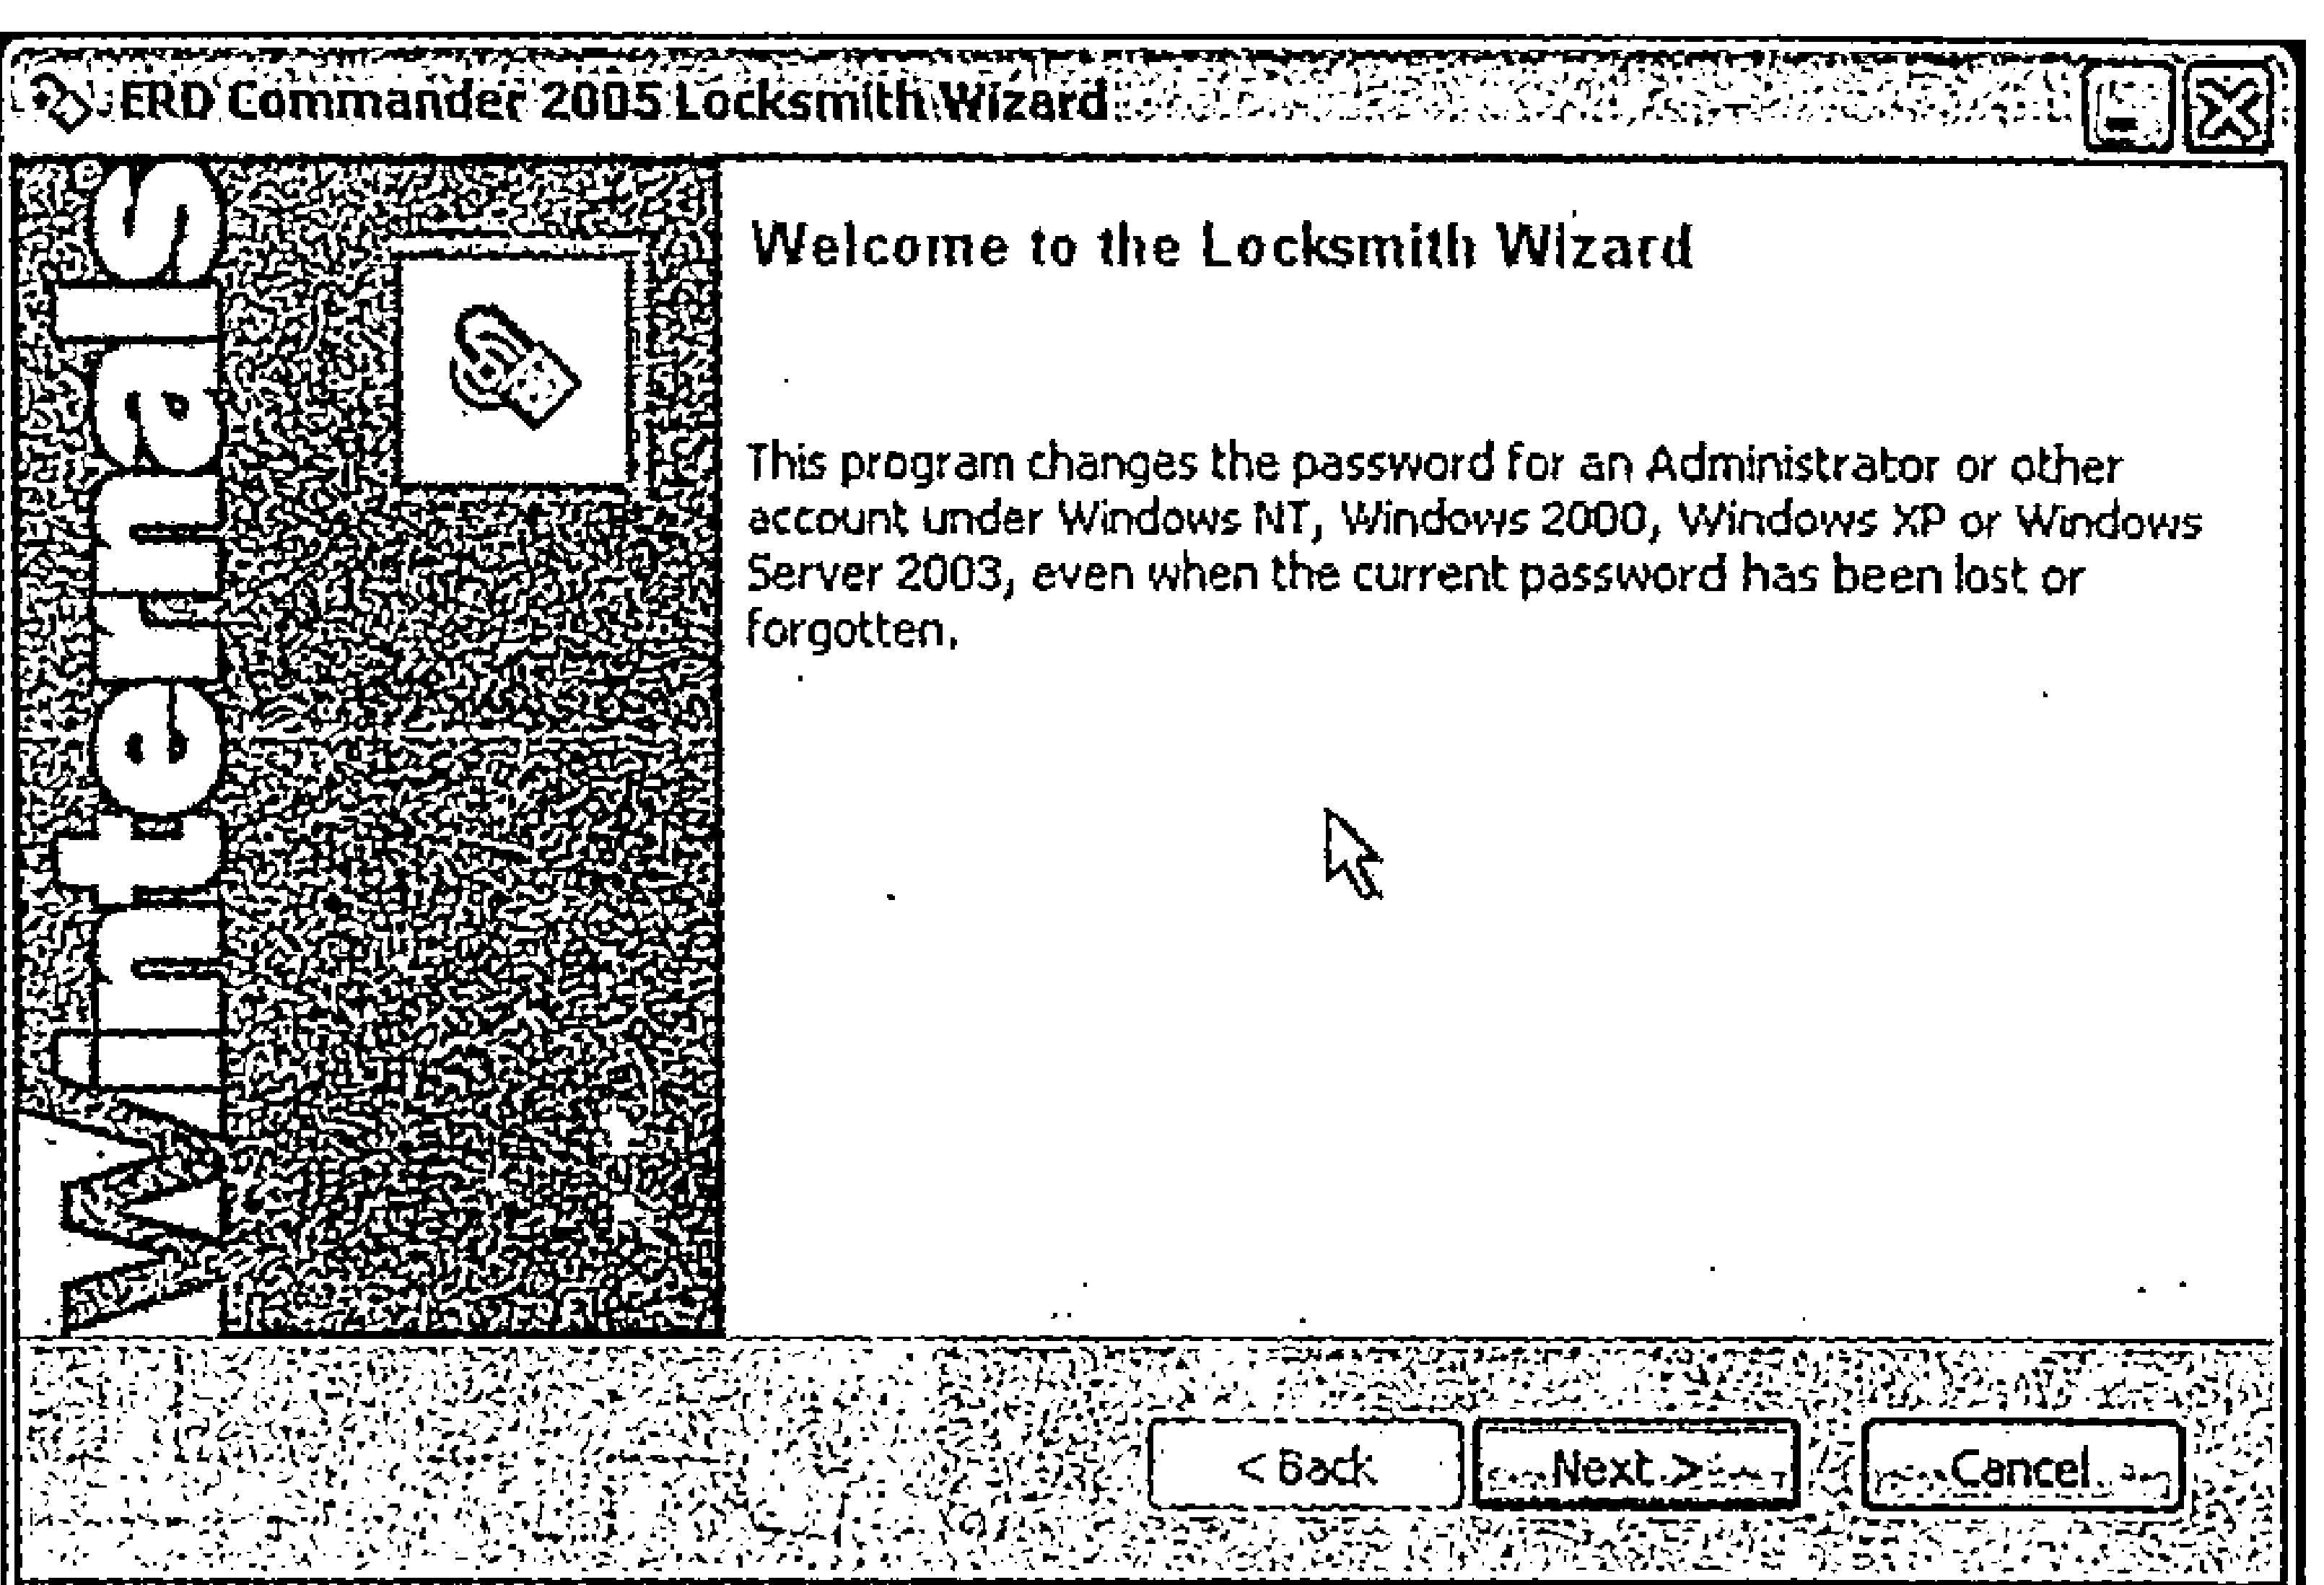 ERD Commander 2005 Locksmith Wizard
Winternals
Welcome to the Locksmith Wizard
This program changes the password for an Administrator or other
account under Windows NT, Windows 2000, Windows XP or Windows
Server 2003, even when the current password has been lost or
forgotten.
< Back
Next >
Cancel